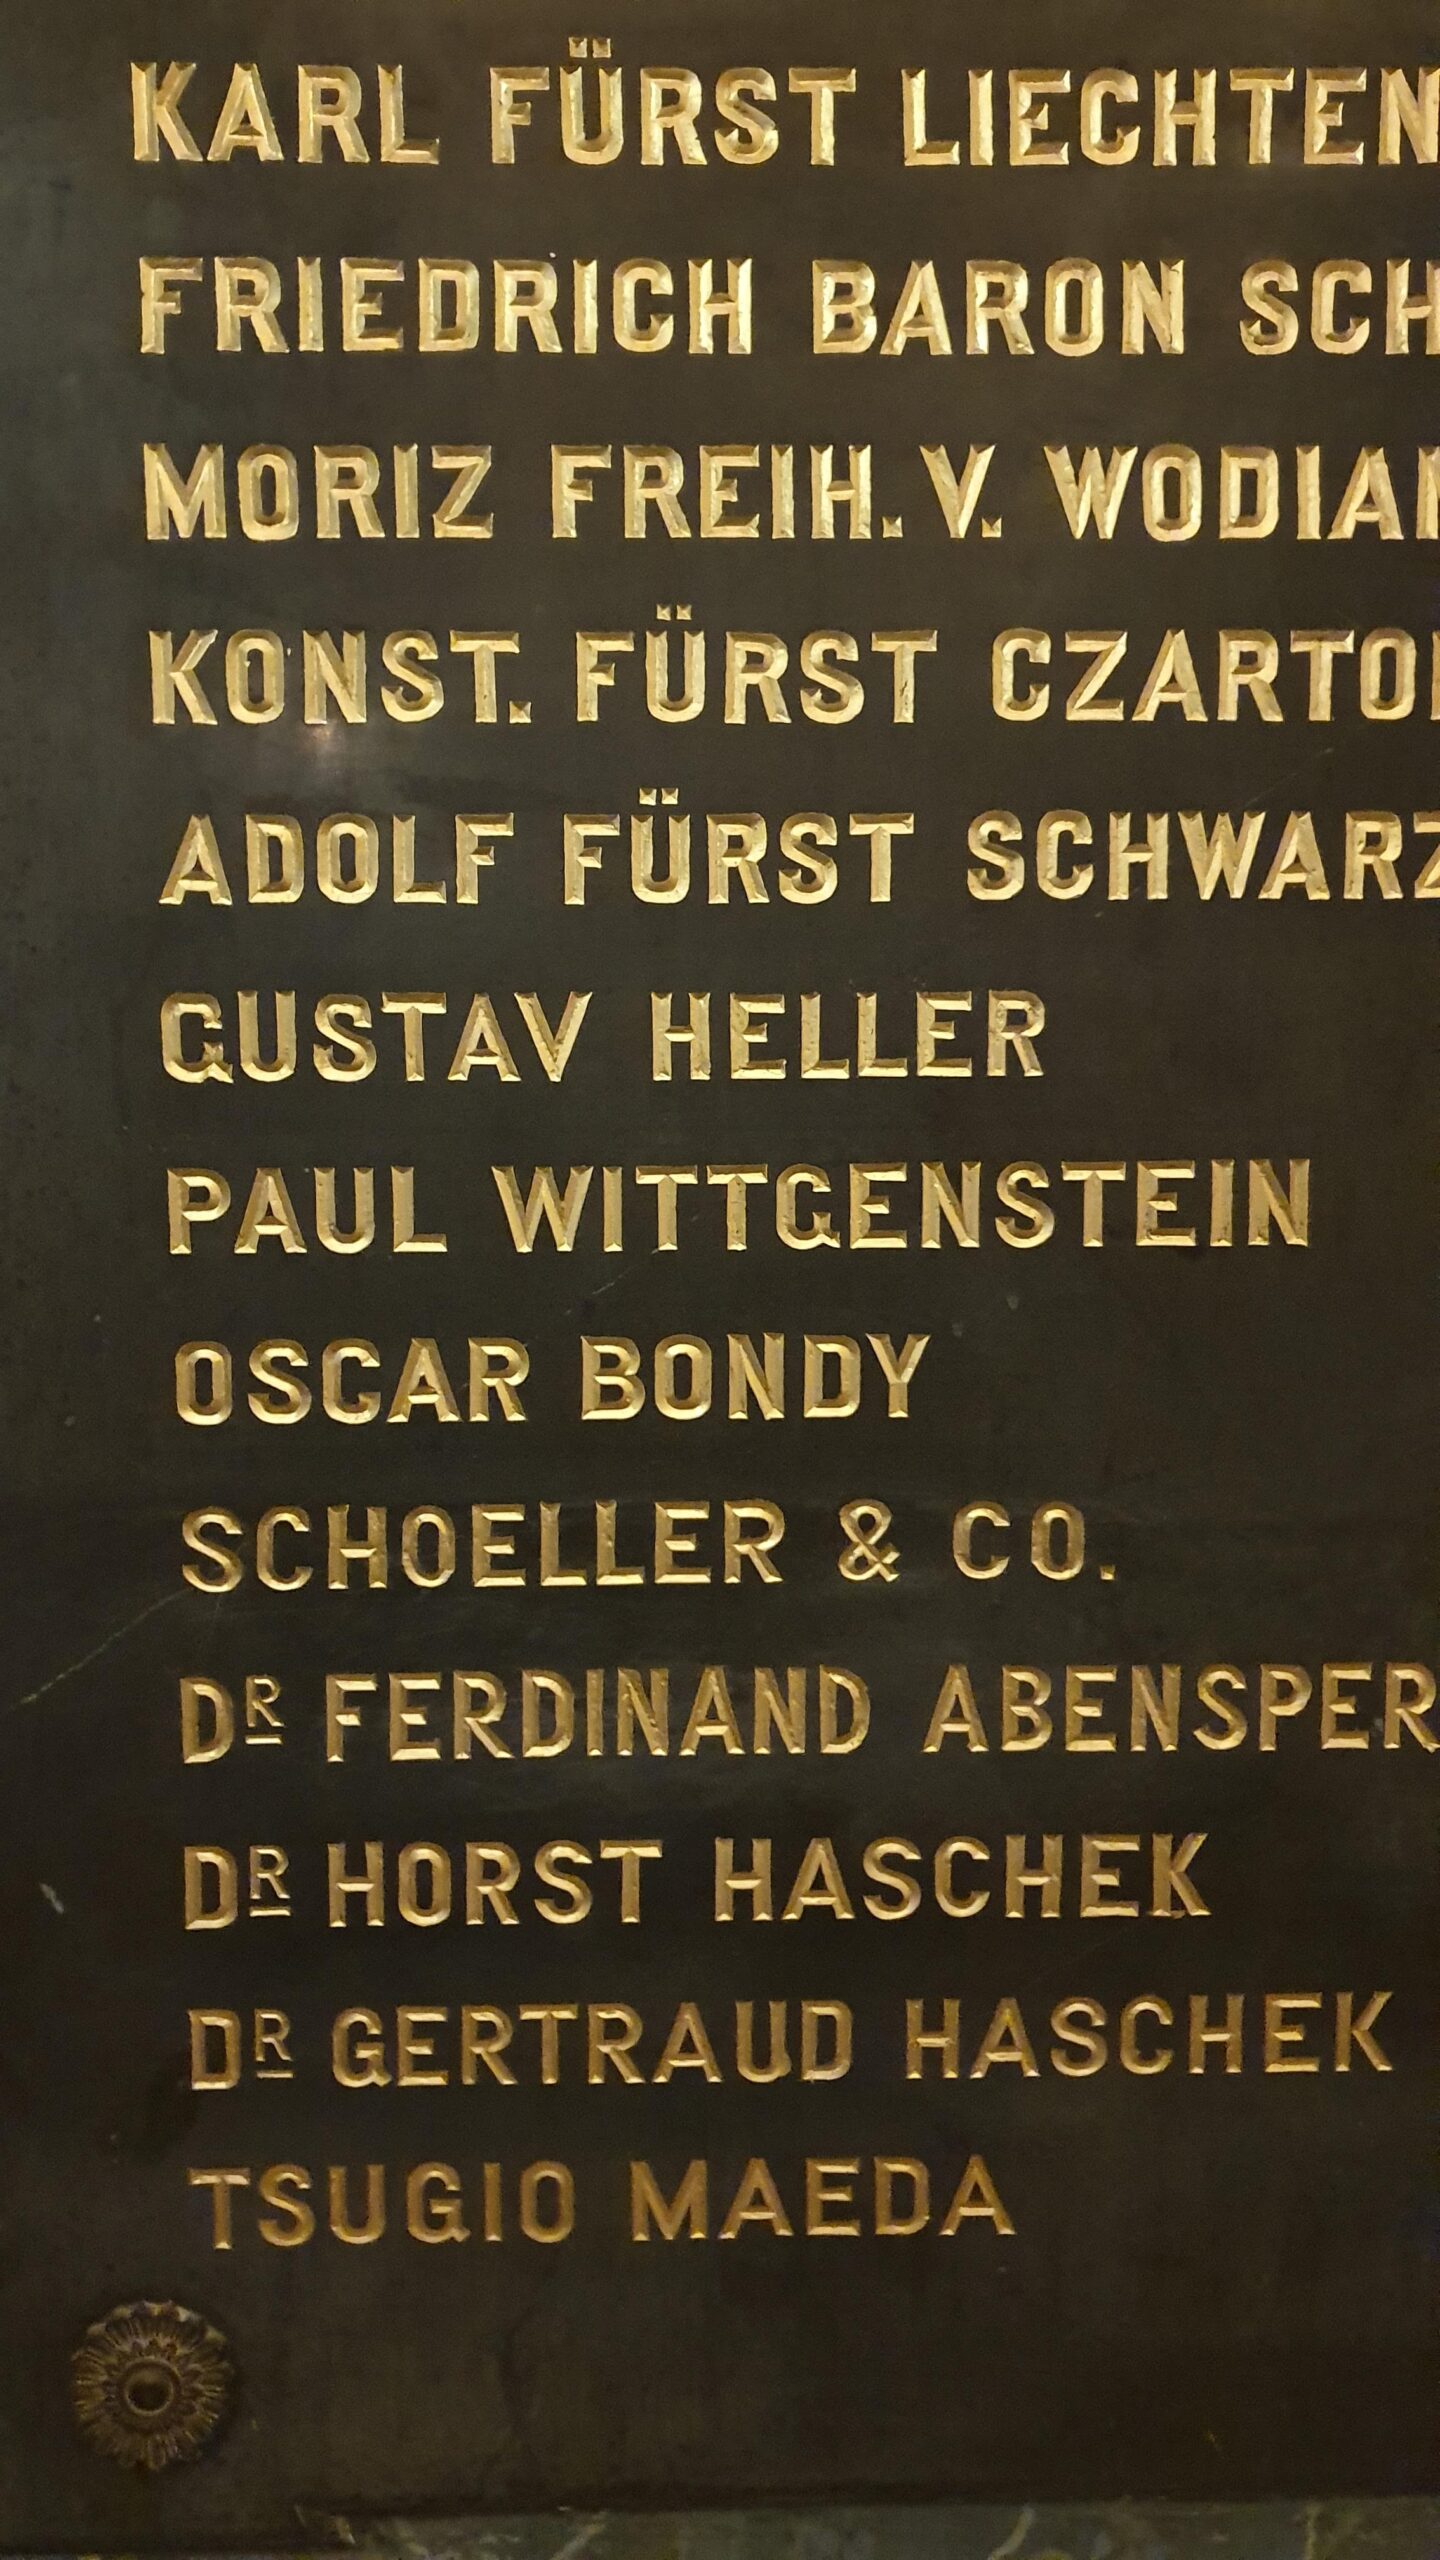 KARL FÜRST LIECHTEN
FRIEDRICH BARON SCH
MORIZ FREIH. V. WODIAN
KONST. FÜRST CZARTOR
ADOLF FÜRST SCHWARZ
GUSTAV HELLER
PAUL WITTGENSTEIN
OSCAR BONDY
SCHOELLER & CO.
DR FERDINAND ABENSPER
DR HORST HASCHEK
DR GERTRAUD HASCHEK
TSUGIO MAEDA